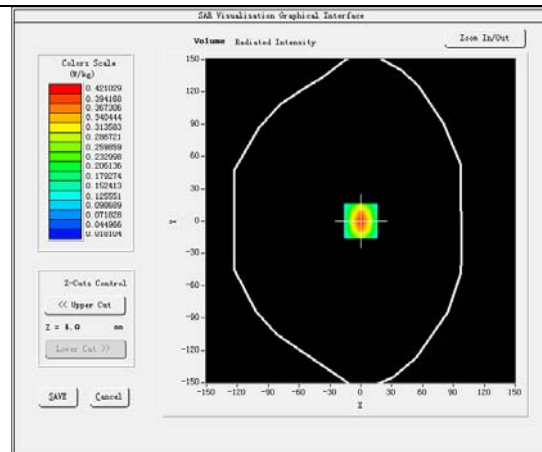 SAR Visualisation Graphical Interface
Volume Radiated Intensity
Zoom In/Out
Colors Scale
(W/kg)
0.421029
0.394168
0.367306
0.340444
0.313583
0.286721
0.259859
0.232998
0.206136
0.179274
0.152413
0.125551
0.098689
0.071828
0.044966
0.018104
150
120
90
60
30
0
-30
-60
-90
-120
-150
Y
-150 -120 -90 -60 -30 0 30 60 90 120 150
X
Z-Cuts Control
<< Upper Cut
Z = 4.0 mm
Lower Cut >>
SAVE Cancel